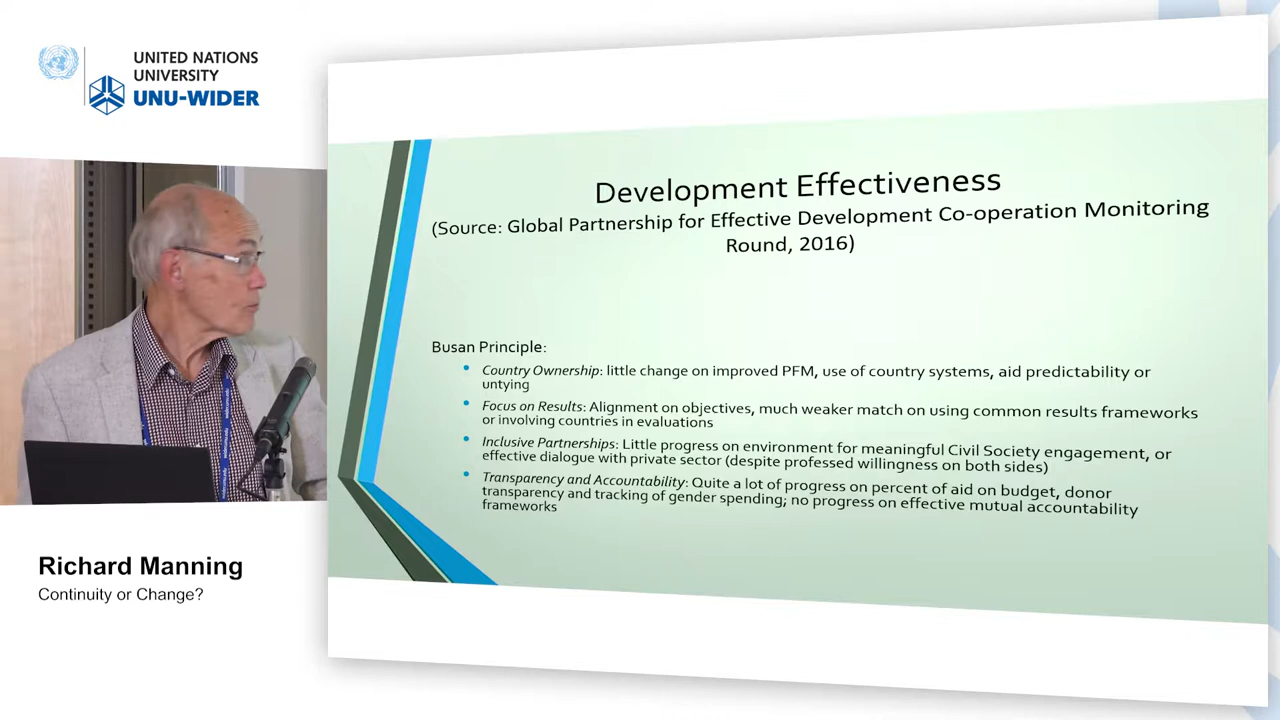 UNITED NATIONS
UNIVERSITY
UNU-WIDER
Development Effectiveness
(Source: Global Partnership for Effective Development Co-operation Monitoring
Round, 2016)
Busan Principle:
• Country Ownership: little change on improved PFM, use of country systems, aid predictability or
untying
• Focus on Results: Alignment on objectives, much weaker match on using common results frameworks
or involving countries in evaluations
• Inclusive Partnerships: Little progress on environment for meaningful Civil Society engagement, or
effective dialogue with private sector (despite professed willingness on both sides)
• Transparency and Accountability: Quite a lot of progress on percent of aid on budget, donor
transparency and tracking of gender spending; no progress on effective mutual accountability
frameworks
Richard Manning
Continuity or Change?